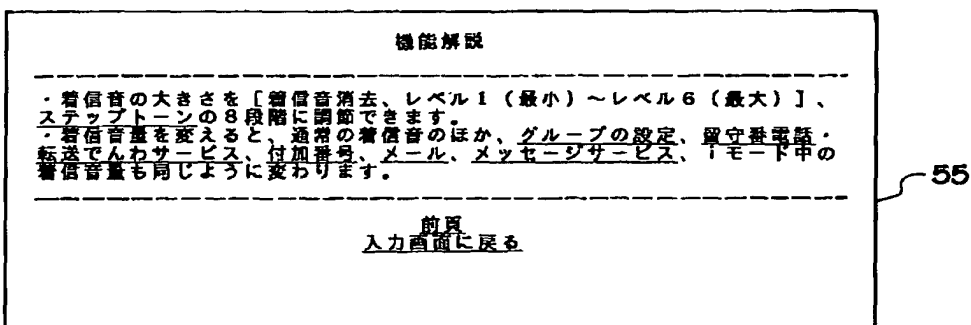 機能解説
・着信音の大きさを［着信音消去、レベル１（最小）～レベル６（最大）］、
ステップトーンの８段階に調節できます。
・着信音量を変えると、通常の着信音のほか、グループの設定、留守番電話・
転送でんわサービス、付加番号、メール、メッセージサービス、ｉモード中の
着信音量も同じように変わります。
前頁
入力画面に戻る
55